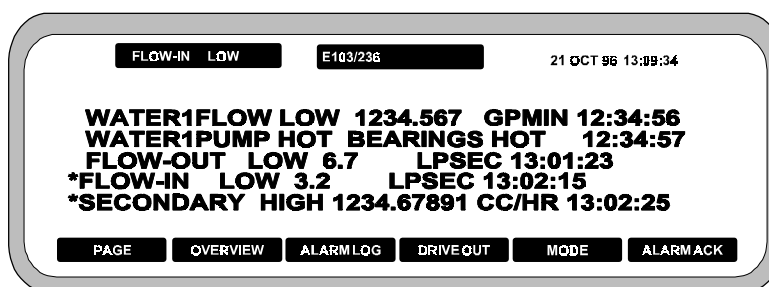 FLOW-IN LOW E103/236 21 OCT 96 13:09:34
WATER1FLOW LOW 1234.567 GPMIN 12:34:56
WATER1PUMP HOT BEARINGS HOT 12:34:57
FLOW-OUT LOW 6.7 LPSEC 13:01:23
*FLOW-IN LOW 3.2 LPSEC 13:02:15
*SECONDARY HIGH 1234.67891 CC/HR 13:02:25
PAGE OVERVIEW ALARM LOG DRIVE OUT MODE ALARM ACK